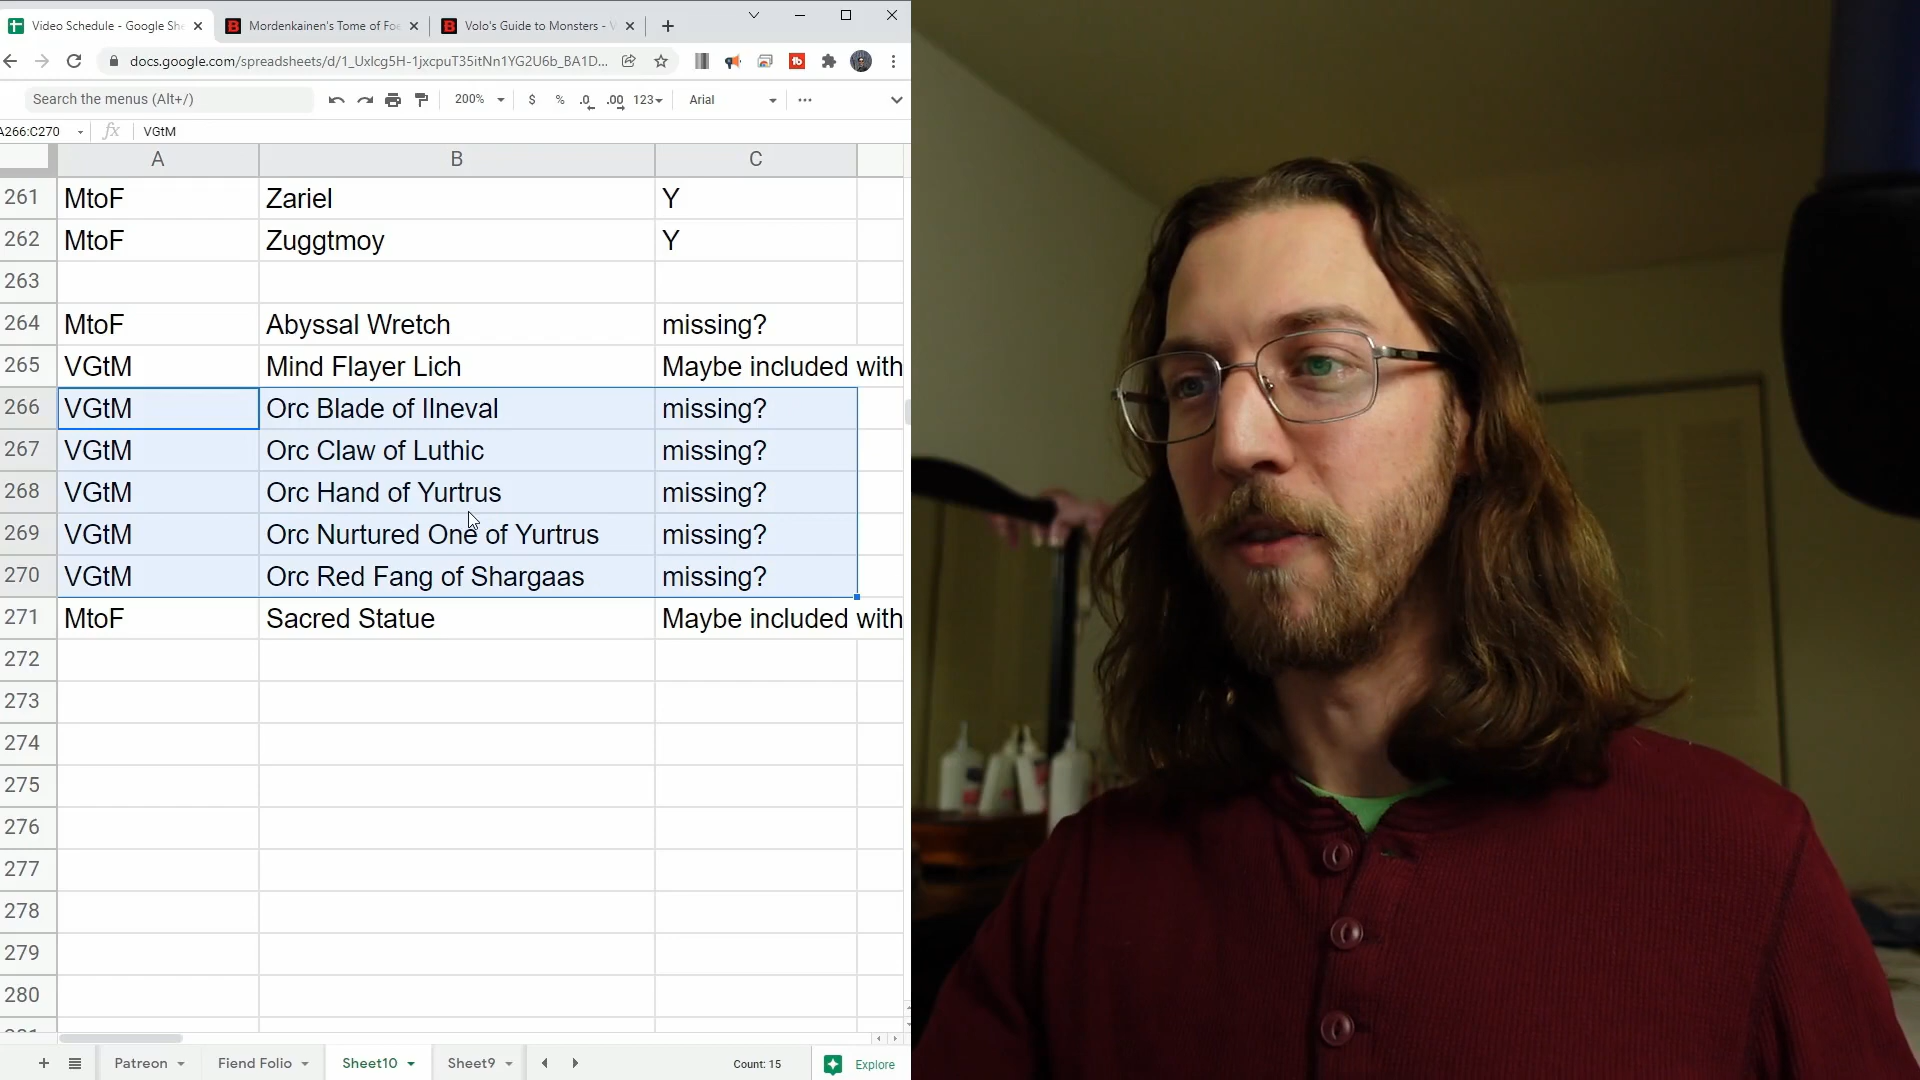 Video Schedule - Google She
Mordenkainen's Tome of Foe
Volo's Guide to Monsters - V
docs.google.com/spreadsheets/d/1_Uxlcg5H-1jxcpuT35itNn1YG2U6b_BA1D...
Search the menus (Alt+/)
200%
$
%
.0
.00
123
Arial
A266:C270
fx
VGtM
A B C
261 MtoF Zariel Y
262 MtoF Zuggtmoy Y
263
264 MtoF Abyssal Wretch missing?
265 VGtM Mind Flayer Lich Maybe included with
266 VGtM Orc Blade of IIneval missing?
267 VGtM Orc Claw of Luthic missing?
268 VGtM Orc Hand of Yurtrus missing?
269 VGtM Orc Nurtured One of Yurtrus missing?
270 VGtM Orc Red Fang of Shargaas missing?
271 MtoF Sacred Statue Maybe included with
272
273
274
275
276
277
278
279
280
Patreon
Fiend Folio
Sheet10
Sheet9
Count: 15
Explore